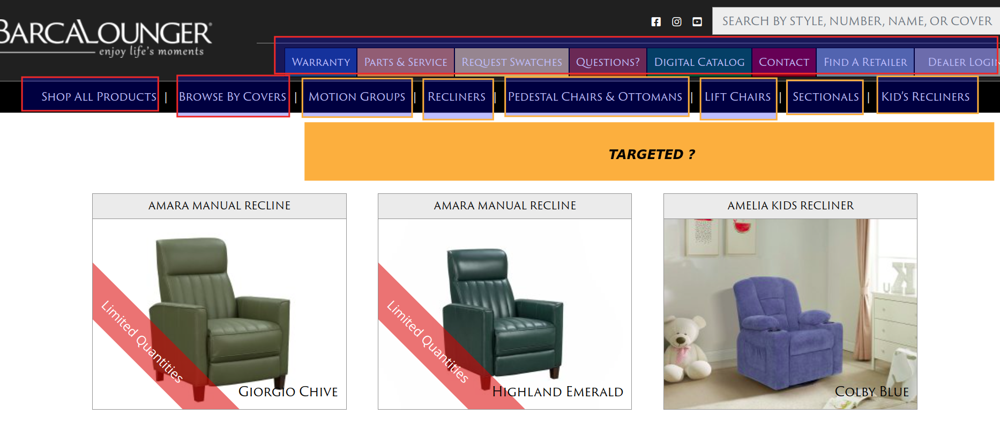 BARCALOUNGER®
enjoy life's moments
SEARCH BY STYLE, NUMBER, NAME, OR COVER
WARRANTY PARTS & SERVICE REQUEST SWATCHES QUESTIONS? DIGITAL CATALOG CONTACT FIND A RETAILER DEALER LOGIN
SHOP ALL PRODUCTS | BROWSE BY COVERS | MOTION GROUPS | RECLINERS | PEDESTAL CHAIRS & OTTOMANS | LIFT CHAIRS | SECTIONALS | KID'S RECLINERS
TARGETED ?
AMARA MANUAL RECLINE
Limited Quantities
GIORGIO CHIVE
AMARA MANUAL RECLINE
Limited Quantities
HIGHLAND EMERALD
AMELIA KIDS RECLINER
COLBY BLUE